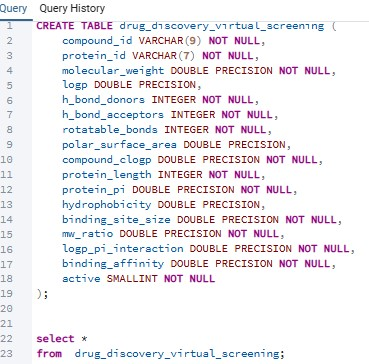 Query Query History
1 CREATE TABLE drug_discovery_virtual_screening (
2 compound_id VARCHAR(9) NOT NULL,
3 protein_id VARCHAR(7) NOT NULL,
4 molecular_weight DOUBLE PRECISION NOT NULL,
5 logp DOUBLE PRECISION,
6 h_bond_donors INTEGER NOT NULL,
7 h_bond_acceptors INTEGER NOT NULL,
8 rotatable_bonds INTEGER NOT NULL,
9 polar_surface_area DOUBLE PRECISION,
10 compound_clogp DOUBLE PRECISION NOT NULL,
11 protein_length INTEGER NOT NULL,
12 protein_pi DOUBLE PRECISION NOT NULL,
13 hydrophobicity DOUBLE PRECISION,
14 binding_site_size DOUBLE PRECISION NOT NULL,
15 mw_ratio DOUBLE PRECISION NOT NULL,
16 logp_pi_interaction DOUBLE PRECISION NOT NULL,
17 binding_affinity DOUBLE PRECISION NOT NULL,
18 active SMALLINT NOT NULL
19 );
20
21
22 select *
23 from drug_discovery_virtual_screening;